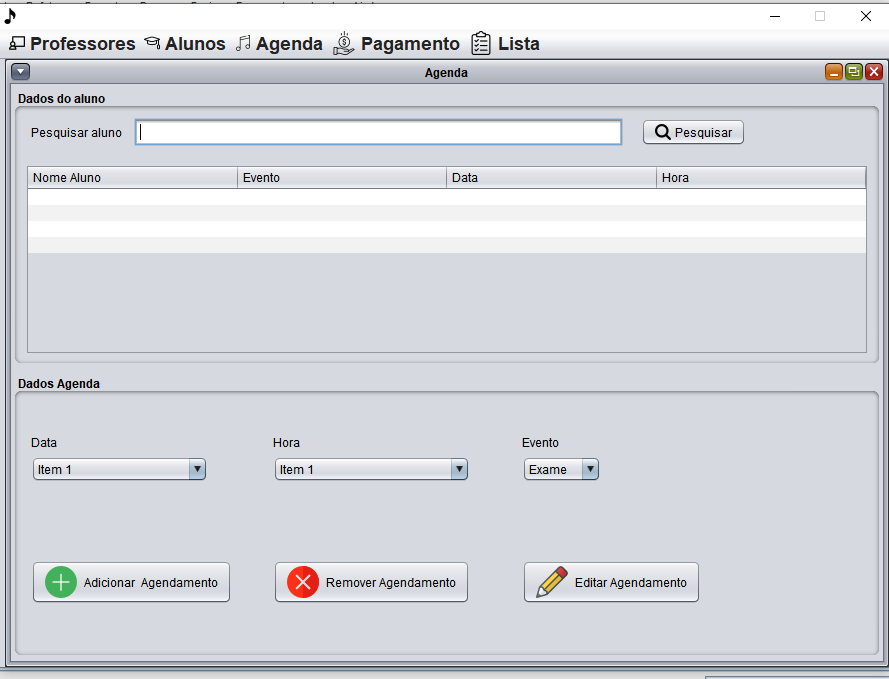 Professores Alunos Agenda Pagamento Lista
Agenda
Dados do aluno
Pesquisar aluno Pesquisar
Nome Aluno Evento Data Hora
Dados Agenda
Data Hora Evento
Item 1 Item 1 Exame
Adicionar Agendamento Remover Agendamento Editar Agendamento